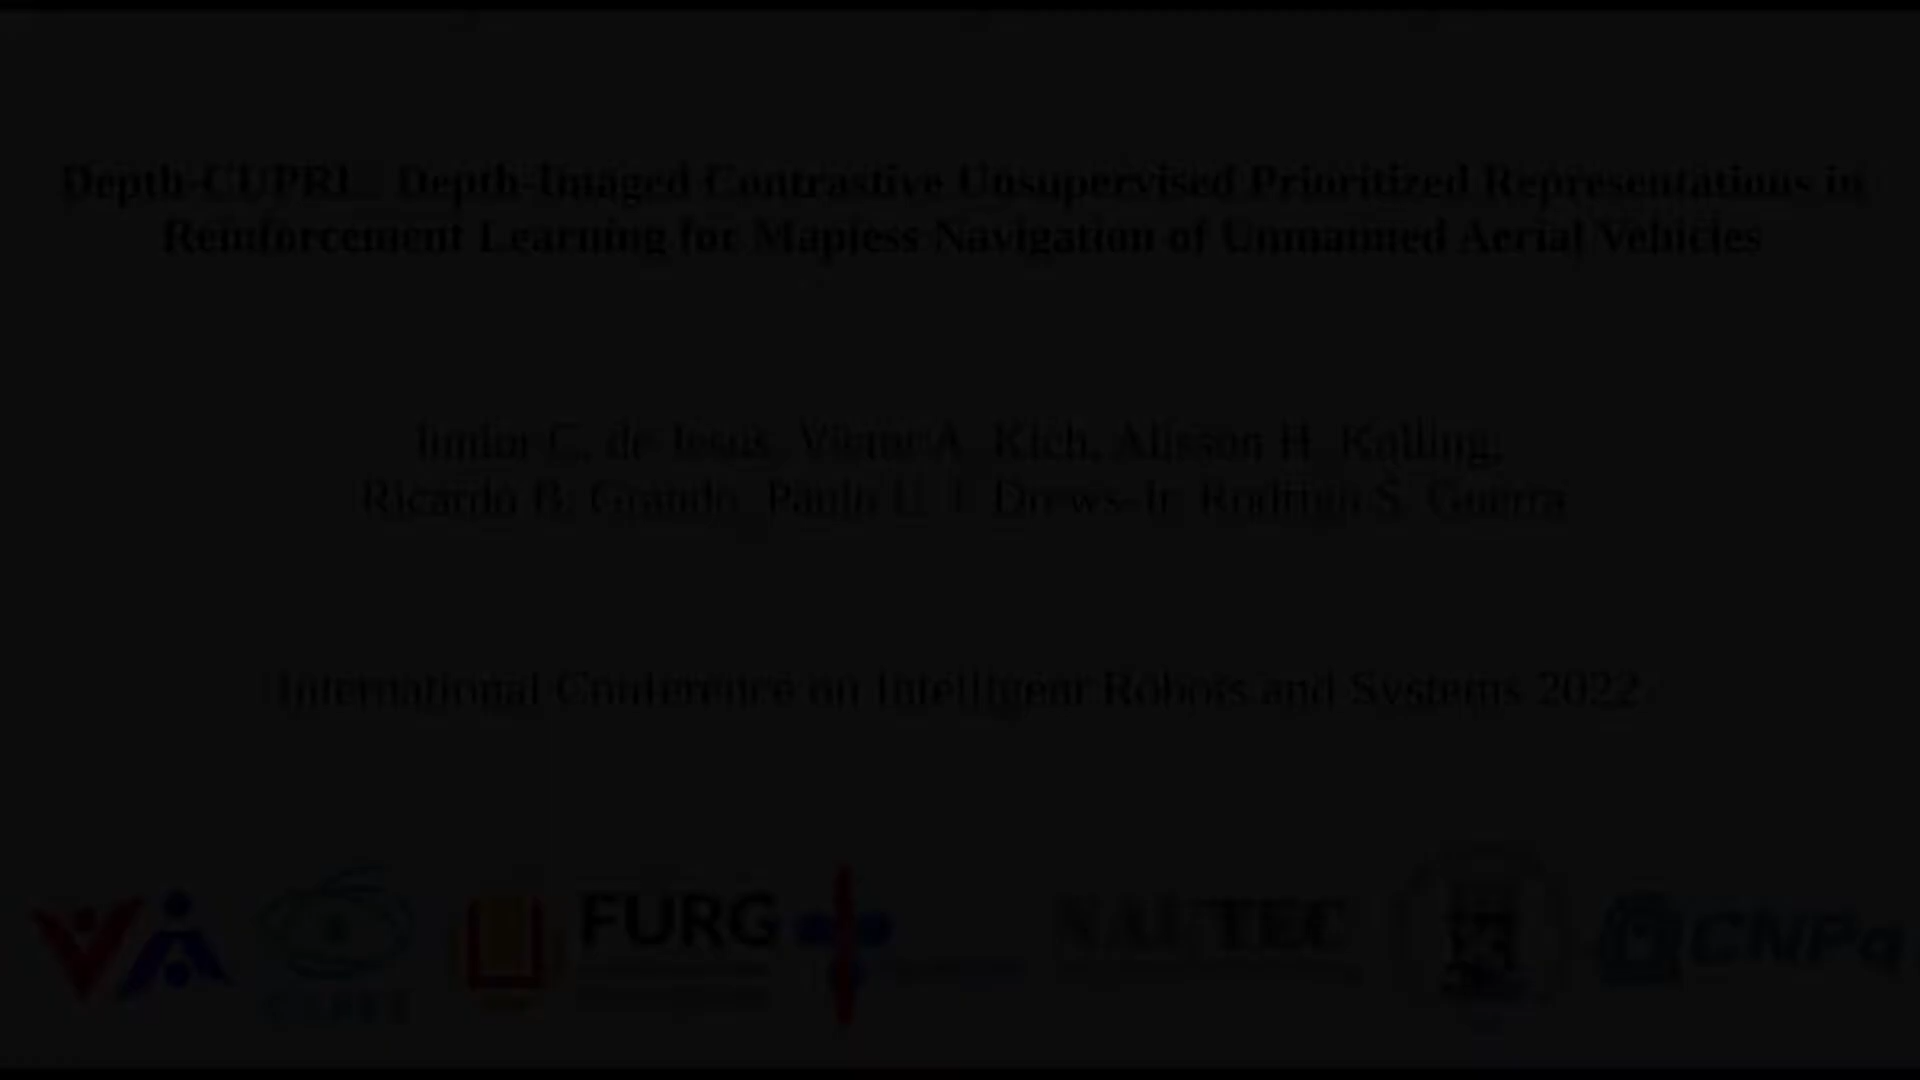 Depth-CUPRL: Depth-Imaged Contrastive Unsupervised Prioritized Representations in
Reinforcement Learning for Mapless Navigation of Unmanned Aerial Vehicles
Junior C. de Jesus, Victor A. Kich, Alisson H. Kolling,
Ricardo B. Grando, Paulo L. J. Drews-Jr, Rodrigo S. Guerra
International Conference on Intelligent Robots and Systems 2022
CAPES
FURG
NAUTEC
CNPq